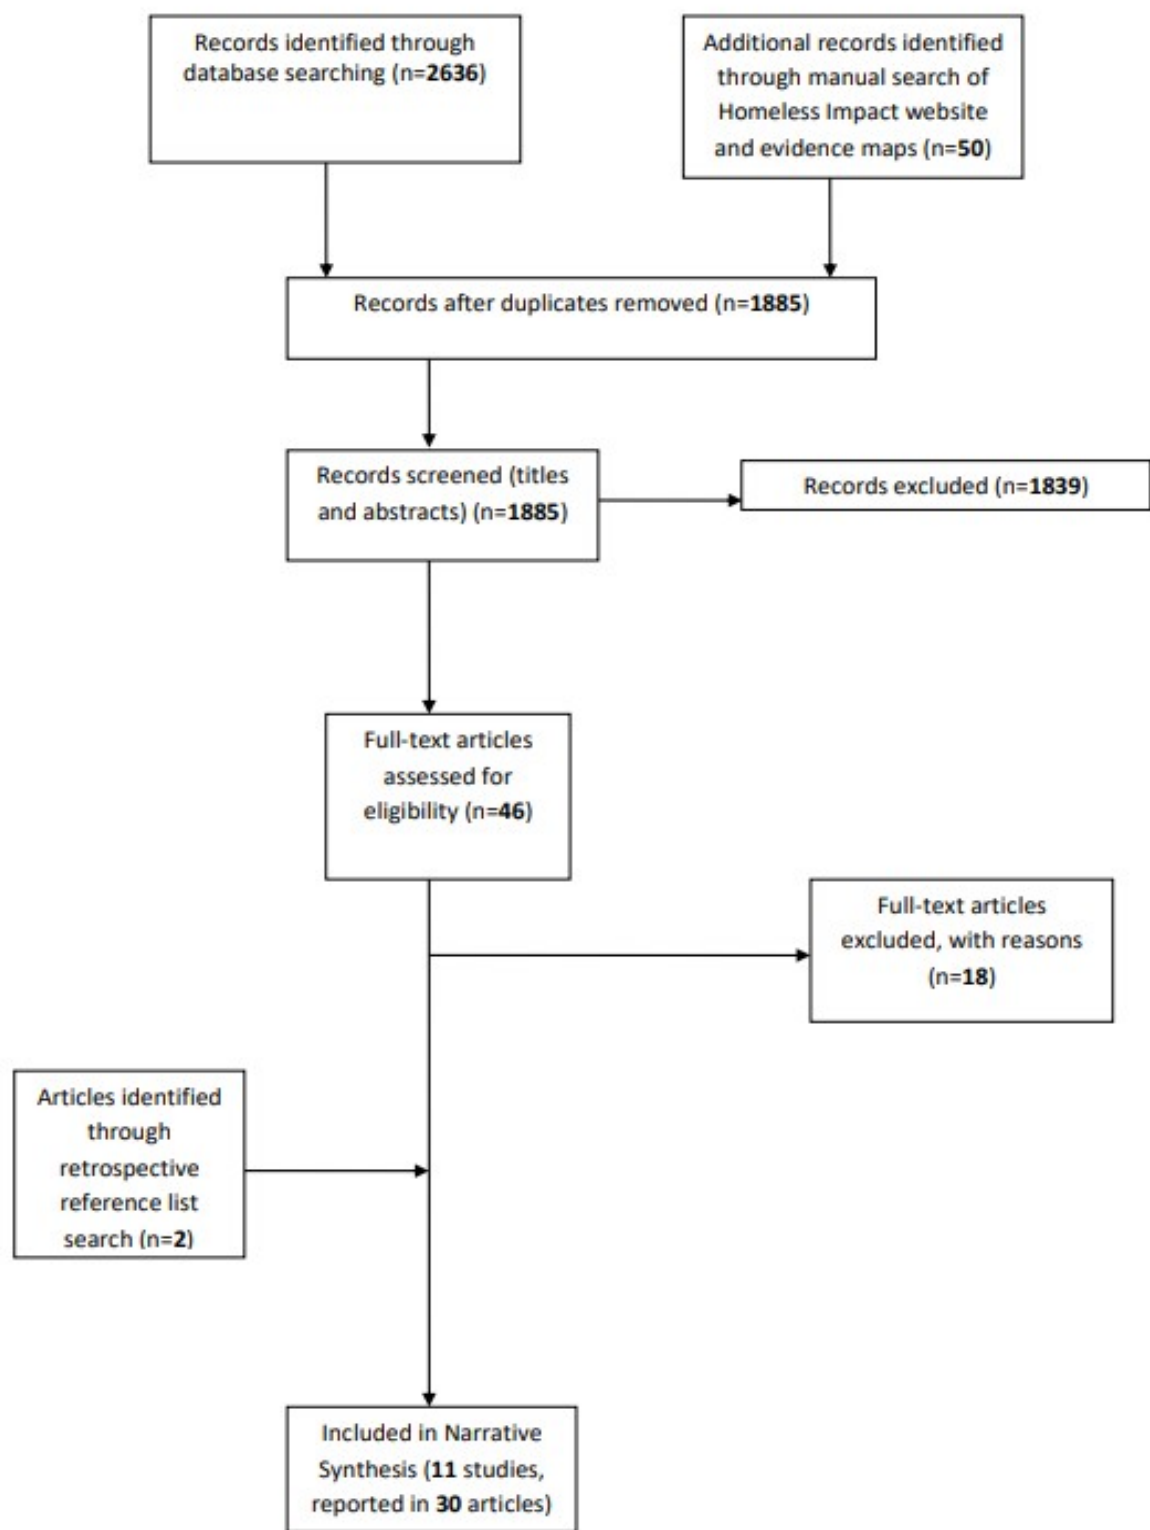 Records identified through
database searching (n=2636)
Additional records identified
through manual search of
Homeless Impact website
and evidence maps (n=50)
Records after duplicates removed (n=1885)
Records screened (titles
and abstracts) (n=1885)
Records excluded (n=1839)
Full-text articles
assessed for
eligibility (n=46)
Full-text articles
excluded, with reasons
(n=18)
Articles identified
through
retrospective
reference list
search (n=2)
Included in Narrative
Synthesis (11 studies,
reported in 30 articles)